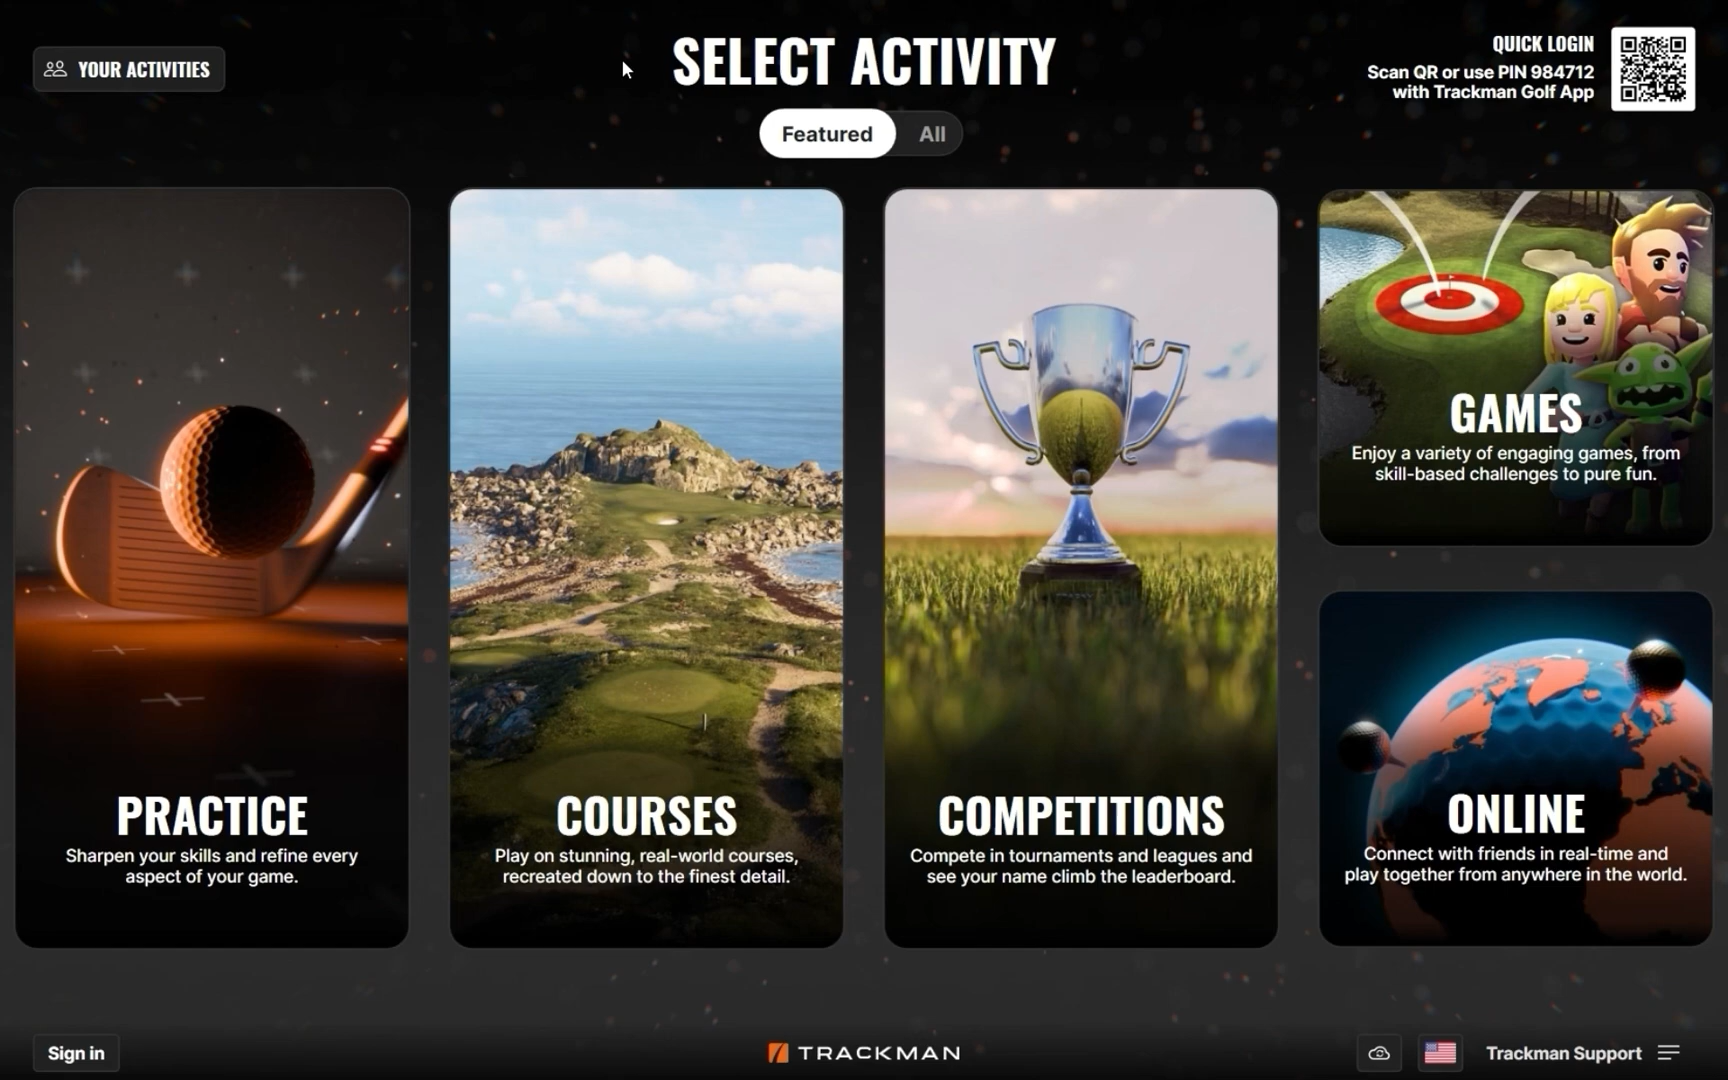 YOUR ACTIVITIES
SELECT ACTIVITY
QUICK LOGIN
Scan QR or use PIN 984712
with Trackman Golf App
Featured
All
PRACTICE
Sharpen your skills and refine every
aspect of your game.
COURSES
Play on stunning, real-world courses,
recreated down to the finest detail.
COMPETITIONS
Compete in tournaments and leagues and
see your name climb the leaderboard.
GAMES
Enjoy a variety of engaging games, from
skill-based challenges to pure fun.
ONLINE
Connect with friends in real-time and
play together from anywhere in the world.
Sign in
TRACKMAN
Trackman Support